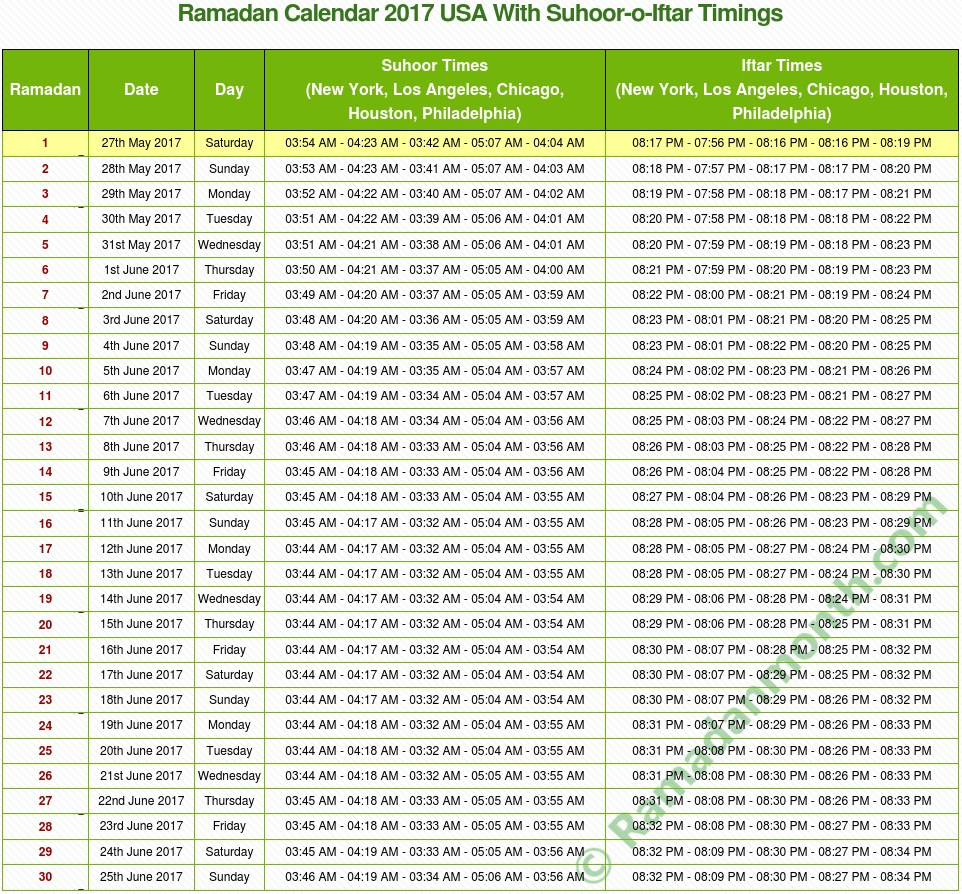 Ramadan Calendar 2017 USA With Suhoor-o-Iftar Timings
Ramadan Date Day Suhoor Times (New York, Los Angeles, Chicago, Houston, Philadelphia) Iftar Times (New York, Los Angeles, Chicago, Houston, Philadelphia)
1 27th May 2017 Saturday 03:54 AM - 04:23 AM - 03:42 AM - 05:07 AM - 04:04 AM 08:17 PM - 07:56 PM - 08:16 PM - 08:16 PM - 08:19 PM
2 28th May 2017 Sunday 03:53 AM - 04:23 AM - 03:41 AM - 05:07 AM - 04:03 AM 08:18 PM - 07:57 PM - 08:17 PM - 08:17 PM - 08:20 PM
3 29th May 2017 Monday 03:52 AM - 04:22 AM - 03:40 AM - 05:07 AM - 04:02 AM 08:19 PM - 07:58 PM - 08:18 PM - 08:17 PM - 08:21 PM
4 30th May 2017 Tuesday 03:51 AM - 04:22 AM - 03:39 AM - 05:06 AM - 04:01 AM 08:20 PM - 07:58 PM - 08:18 PM - 08:18 PM - 08:22 PM
5 31st May 2017 Wednesday 03:51 AM - 04:21 AM - 03:38 AM - 05:06 AM - 04:01 AM 08:20 PM - 07:59 PM - 08:19 PM - 08:18 PM - 08:23 PM
6 1st June 2017 Thursday 03:50 AM - 04:21 AM - 03:37 AM - 05:05 AM - 04:00 AM 08:21 PM - 07:59 PM - 08:20 PM - 08:19 PM - 08:23 PM
7 2nd June 2017 Friday 03:49 AM - 04:20 AM - 03:37 AM - 05:05 AM - 03:59 AM 08:22 PM - 08:00 PM - 08:21 PM - 08:19 PM - 08:24 PM
8 3rd June 2017 Saturday 03:48 AM - 04:20 AM - 03:36 AM - 05:05 AM - 03:59 AM 08:23 PM - 08:01 PM - 08:21 PM - 08:20 PM - 08:25 PM
9 4th June 2017 Sunday 03:48 AM - 04:19 AM - 03:35 AM - 05:05 AM - 03:58 AM 08:23 PM - 08:01 PM - 08:22 PM - 08:20 PM - 08:25 PM
10 5th June 2017 Monday 03:47 AM - 04:19 AM - 03:35 AM - 05:04 AM - 03:57 AM 08:24 PM - 08:02 PM - 08:23 PM - 08:21 PM - 08:26 PM
11 6th June 2017 Tuesday 03:47 AM - 04:19 AM - 03:34 AM - 05:04 AM - 03:57 AM 08:25 PM - 08:02 PM - 08:23 PM - 08:21 PM - 08:27 PM
12 7th June 2017 Wednesday 03:46 AM - 04:18 AM - 03:34 AM - 05:04 AM - 03:56 AM 08:25 PM - 08:03 PM - 08:24 PM - 08:22 PM - 08:27 PM
13 8th June 2017 Thursday 03:46 AM - 04:18 AM - 03:33 AM - 05:04 AM - 03:56 AM 08:26 PM - 08:03 PM - 08:25 PM - 08:22 PM - 08:28 PM
14 9th June 2017 Friday 03:45 AM - 04:18 AM - 03:33 AM - 05:04 AM - 03:56 AM 08:26 PM - 08:04 PM - 08:25 PM - 08:22 PM - 08:28 PM
15 10th June 2017 Saturday 03:45 AM - 04:18 AM - 03:33 AM - 05:04 AM - 03:55 AM 08:27 PM - 08:04 PM - 08:26 PM - 08:23 PM - 08:29 PM
16 11th June 2017 Sunday 03:45 AM - 04:17 AM - 03:32 AM - 05:04 AM - 03:55 AM 08:28 PM - 08:05 PM - 08:26 PM - 08:23 PM - 08:29 PM
17 12th June 2017 Monday 03:44 AM - 04:17 AM - 03:32 AM - 05:04 AM - 03:55 AM 08:28 PM - 08:05 PM - 08:27 PM - 08:24 PM - 08:30 PM
18 13th June 2017 Tuesday 03:44 AM - 04:17 AM - 03:32 AM - 05:04 AM - 03:55 AM 08:28 PM - 08:05 PM - 08:27 PM - 08:24 PM - 08:30 PM
19 14th June 2017 Wednesday 03:44 AM - 04:17 AM - 03:32 AM - 05:04 AM - 03:54 AM 08:29 PM - 08:06 PM - 08:28 PM - 08:24 PM - 08:31 PM
20 15th June 2017 Thursday 03:44 AM - 04:17 AM - 03:32 AM - 05:04 AM - 03:54 AM 08:29 PM - 08:06 PM - 08:28 PM - 08:25 PM - 08:31 PM
21 16th June 2017 Friday 03:44 AM - 04:17 AM - 03:32 AM - 05:04 AM - 03:54 AM 08:30 PM - 08:07 PM - 08:28 PM - 08:25 PM - 08:32 PM
22 17th June 2017 Saturday 03:44 AM - 04:17 AM - 03:32 AM - 05:04 AM - 03:54 AM 08:30 PM - 08:07 PM - 08:29 PM - 08:25 PM - 08:32 PM
23 18th June 2017 Sunday 03:44 AM - 04:17 AM - 03:32 AM - 05:04 AM - 03:54 AM 08:30 PM - 08:07 PM - 08:29 PM - 08:26 PM - 08:32 PM
24 19th June 2017 Monday 03:44 AM - 04:18 AM - 03:32 AM - 05:04 AM - 03:55 AM 08:31 PM - 08:07 PM - 08:29 PM - 08:26 PM - 08:33 PM
25 20th June 2017 Tuesday 03:44 AM - 04:18 AM - 03:32 AM - 05:04 AM - 03:55 AM 08:31 PM - 08:08 PM - 08:30 PM - 08:26 PM - 08:33 PM
26 21st June 2017 Wednesday 03:44 AM - 04:18 AM - 03:32 AM - 05:05 AM - 03:55 AM 08:31 PM - 08:08 PM - 08:30 PM - 08:26 PM - 08:33 PM
27 22nd June 2017 Thursday 03:45 AM - 04:18 AM - 03:33 AM - 05:05 AM - 03:55 AM 08:31 PM - 08:08 PM - 08:30 PM - 08:26 PM - 08:33 PM
28 23rd June 2017 Friday 03:45 AM - 04:18 AM - 03:33 AM - 05:05 AM - 03:55 AM 08:32 PM - 08:08 PM - 08:30 PM - 08:27 PM - 08:33 PM
29 24th June 2017 Saturday 03:45 AM - 04:19 AM - 03:33 AM - 05:05 AM - 03:56 AM 08:32 PM - 08:09 PM - 08:30 PM - 08:27 PM - 08:34 PM
30 25th June 2017 Sunday 03:46 AM - 04:19 AM - 03:34 AM - 05:06 AM - 03:56 AM 08:32 PM - 08:09 PM - 08:30 PM - 08:27 PM - 08:34 PM
© Ramadanmonth.com